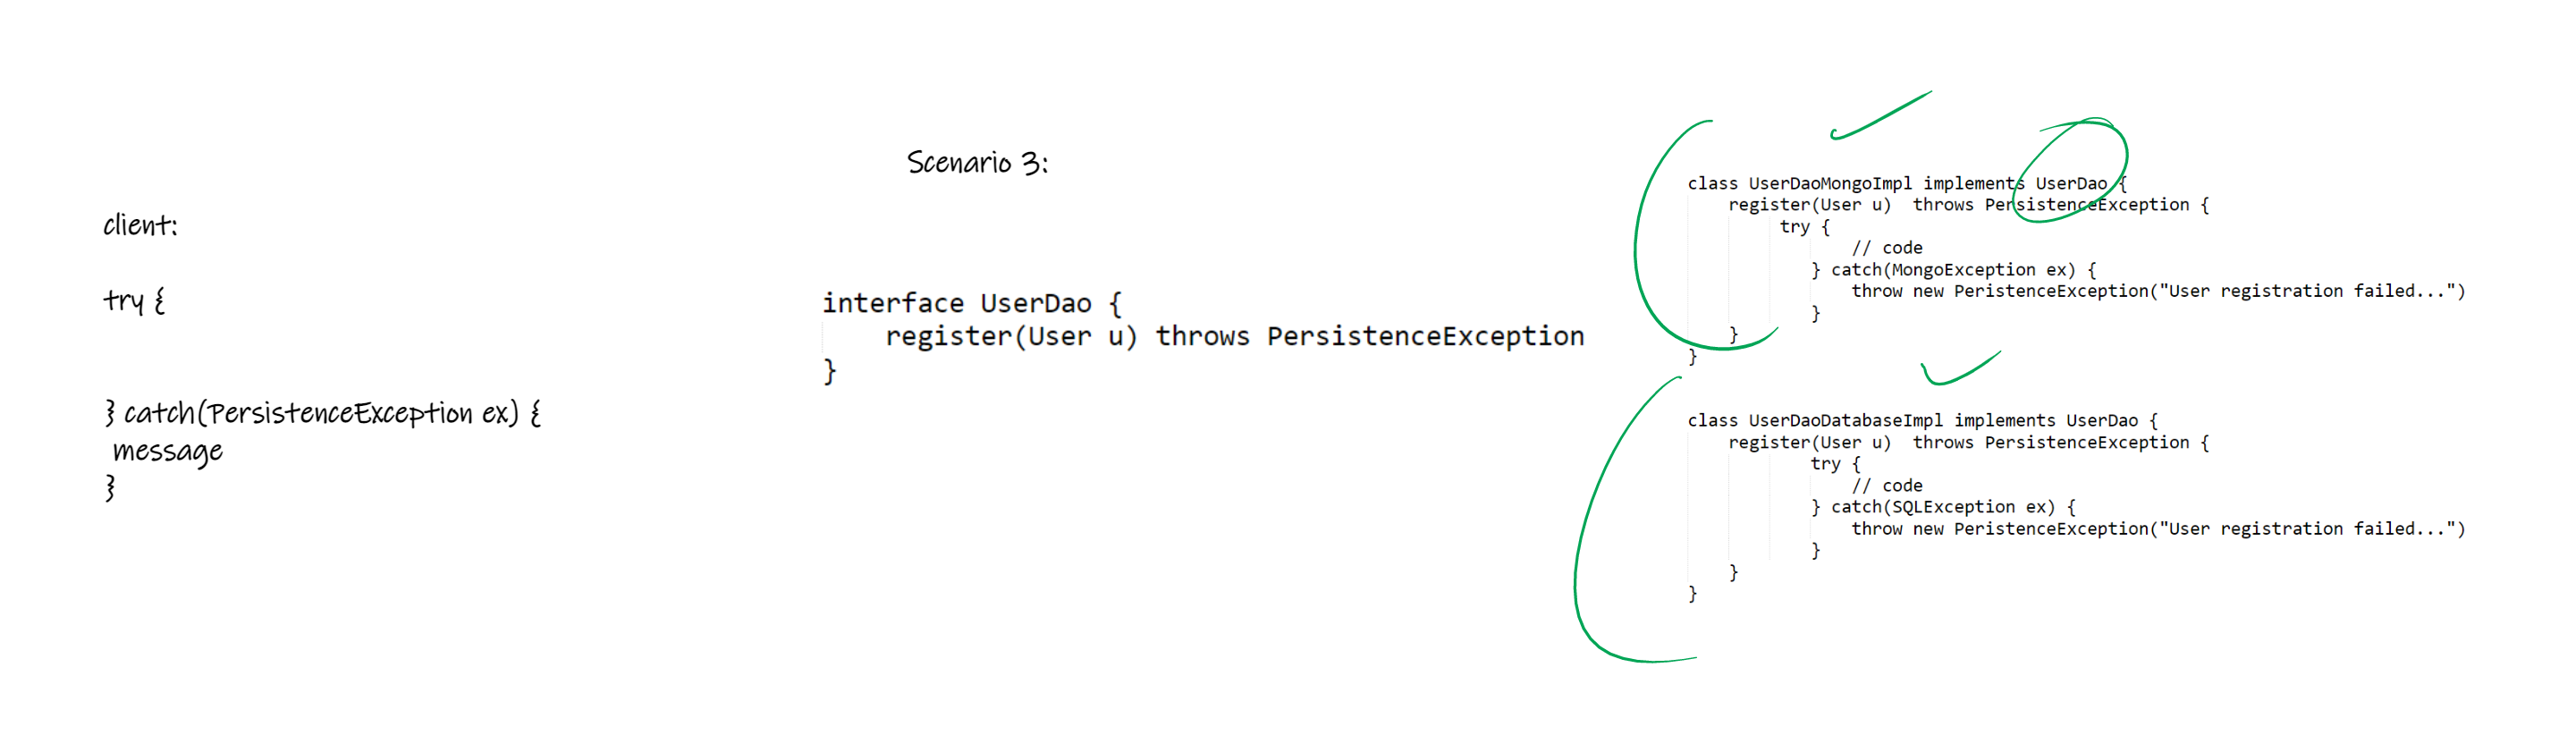 Scenario 3:
client:
try {
} catch(PersistenceException ex) {
message
}
interface UserDao {
register(User u) throws PersistenceException
}
class UserDaoMongoImpl implements UserDao {
register(User u)  throws PersistenceException {
try {
// code
} catch(MongoException ex) {
throw new PeristenceException("User registration failed...")
}
}
}
class UserDaoDatabaseImpl implements UserDao {
register(User u)  throws PersistenceException {
try {
// code
} catch(SQLException ex) {
throw new PeristenceException("User registration failed...")
}
}
}